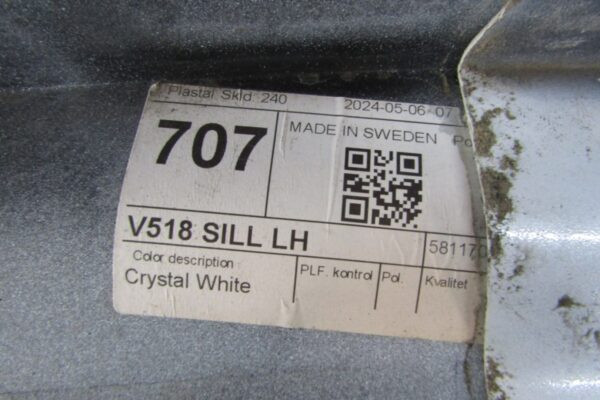 Plastal Skid: 240 2024-05-06 07
707 MADE IN SWEDEN Po
V518 SILL LH 581170
Color description PLF. kontrol Pol. Kvalitet
Crystal White